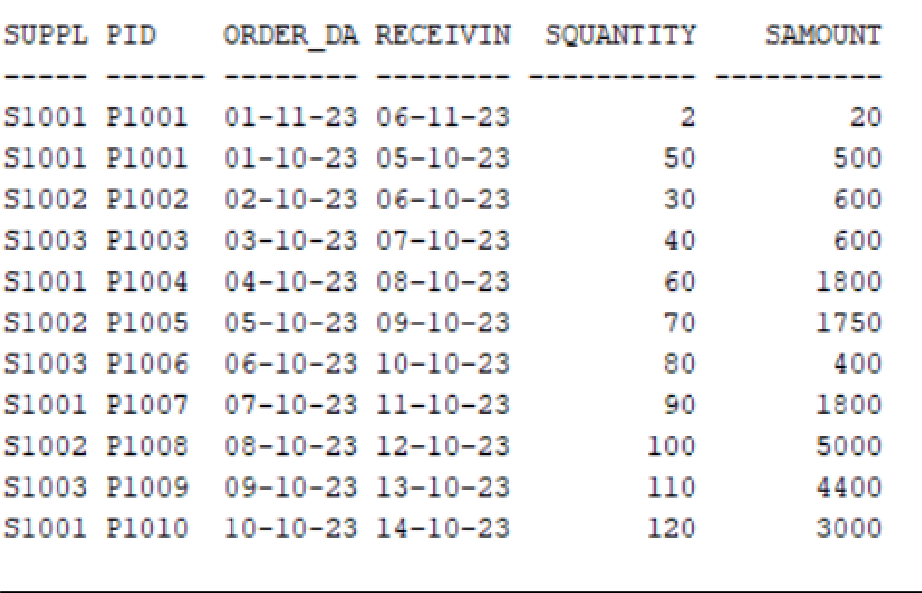 SUPPL PID    ORDER_DA RECEIVIN  SQUANTITY    SAMOUNT
----- ------ -------- -------- ---------- ----------
S1001 P1001  01-11-23 06-11-23          2         20
S1001 P1001  01-10-23 05-10-23         50        500
S1002 P1002  02-10-23 06-10-23         30        600
S1003 P1003  03-10-23 07-10-23         40        600
S1001 P1004  04-10-23 08-10-23         60       1800
S1002 P1005  05-10-23 09-10-23         70       1750
S1003 P1006  06-10-23 10-10-23         80        400
S1001 P1007  07-10-23 11-10-23         90       1800
S1002 P1008  08-10-23 12-10-23        100       5000
S1003 P1009  09-10-23 13-10-23        110       4400
S1001 P1010  10-10-23 14-10-23        120       3000